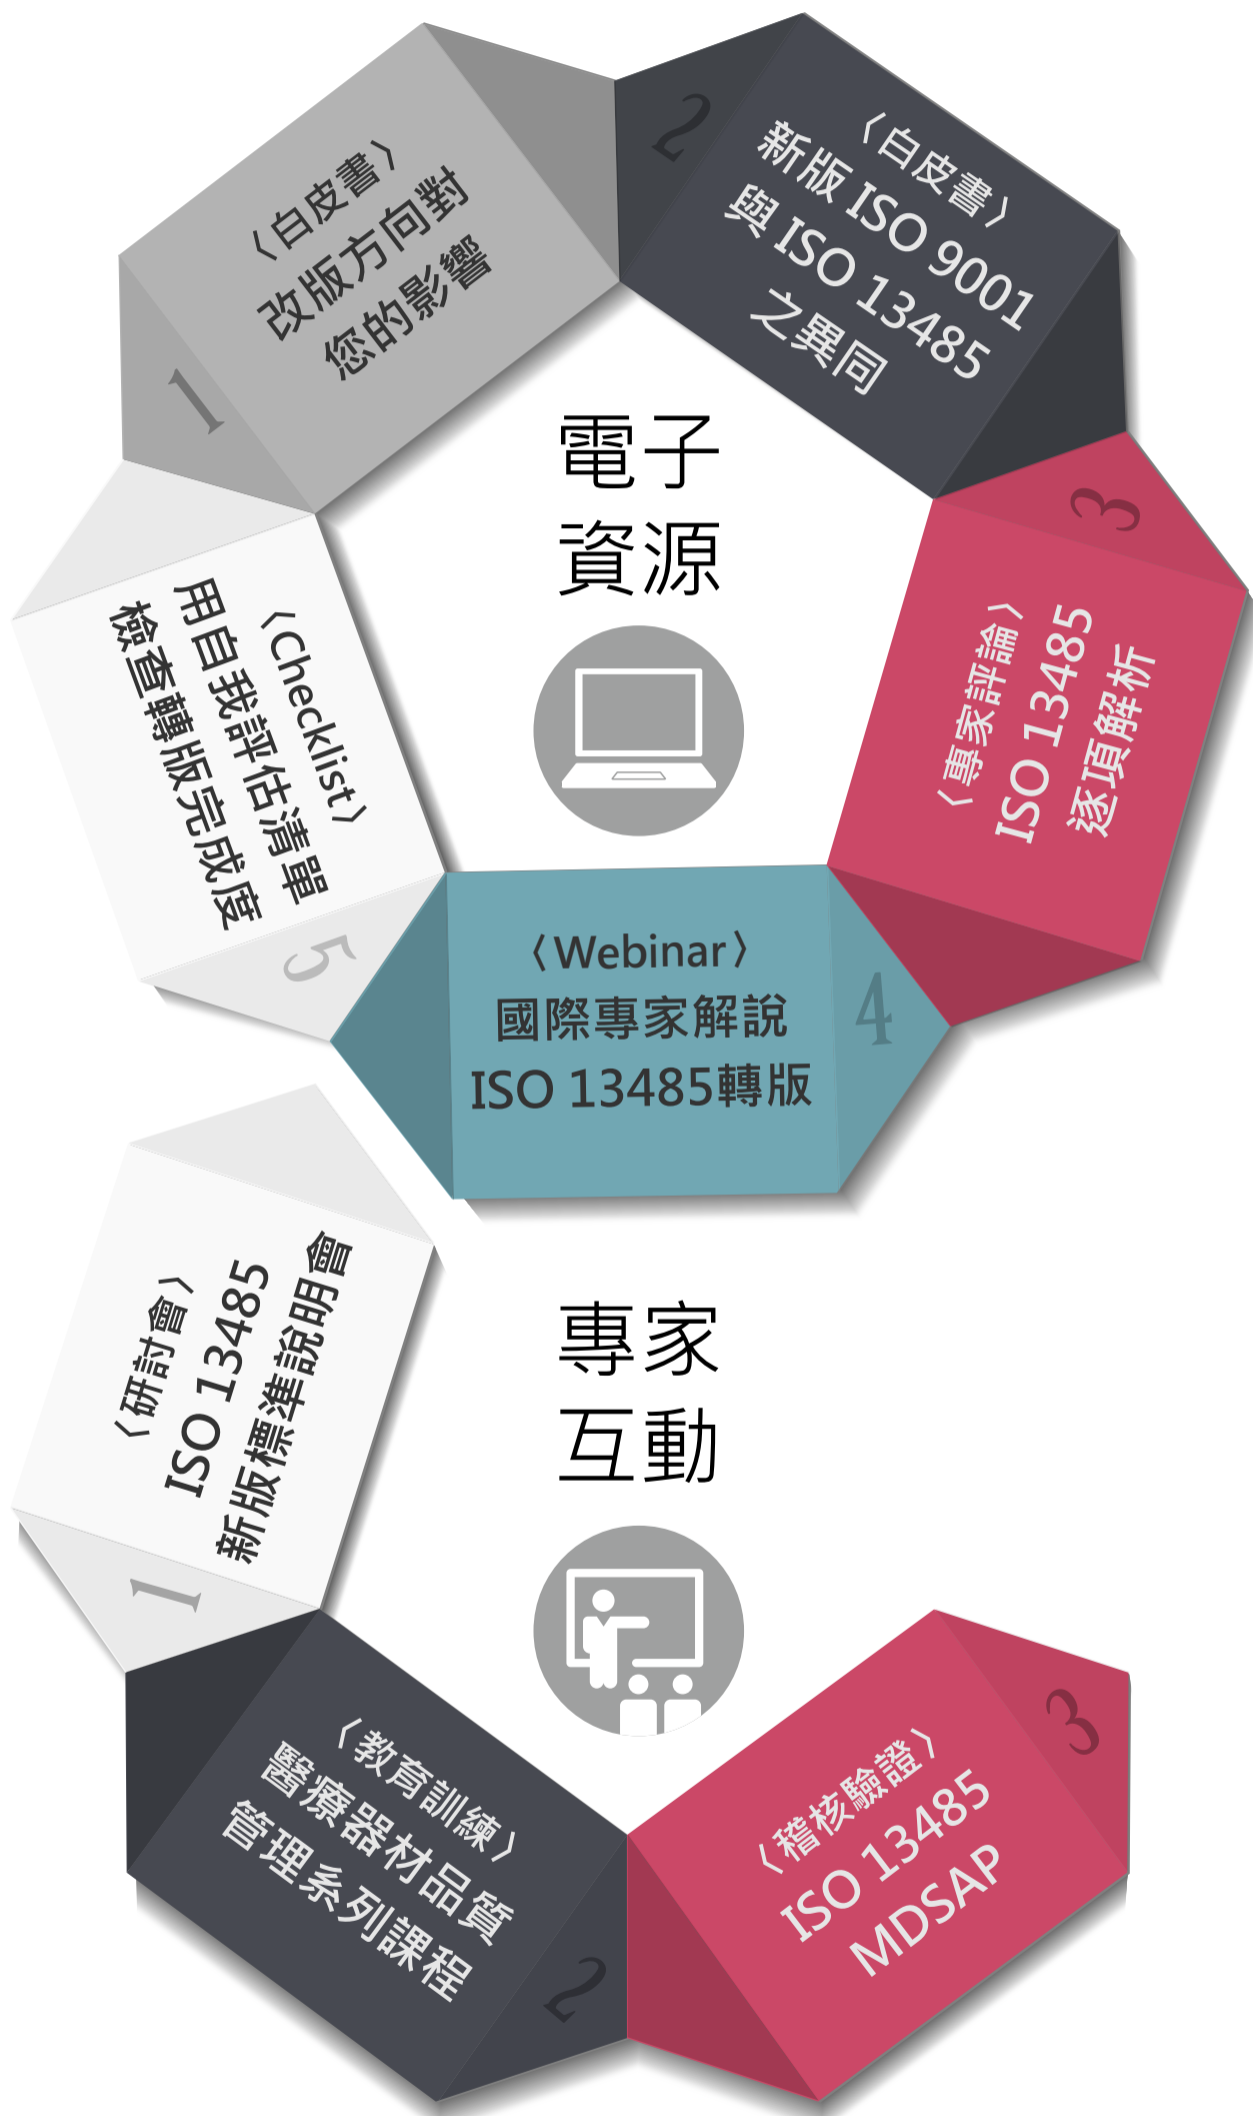 電子
資源
1
〈白皮書〉
改版方向對
您的影響
2
〈白皮書〉
新版 ISO 9001
與 ISO 13485
之異同
3
〈專家評論〉
ISO 13485
逐項解析
4
〈Webinar〉
國際專家解說
ISO 13485轉版
5
〈Checklist〉
用自我評估清單
檢查轉版完成度
專家
互動
1
〈研討會〉
ISO 13485
新版標準說明會
2
〈教育訓練〉
醫療器材品質
管理系列課程
3
〈稽核驗證〉
ISO 13485
MDSAP